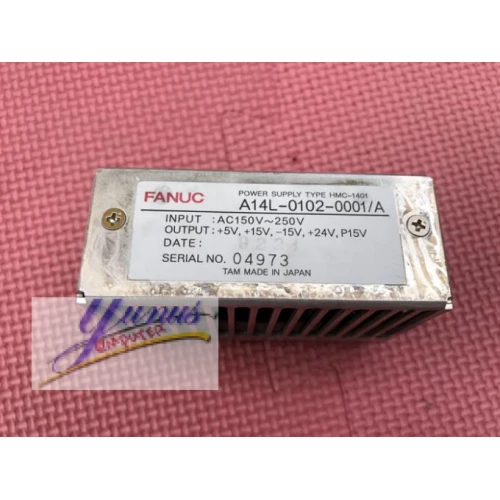 FANUC
POWER SUPPLY TYPE HMC-1401
A14L-0102-0001/A
INPUT :AC150V~250V
OUTPUT: +5V, +15V, -15V, +24V, P15V
DATE:
SERIAL NO. 04973
TAM MADE IN JAPAN
Yunus
COMPUTER